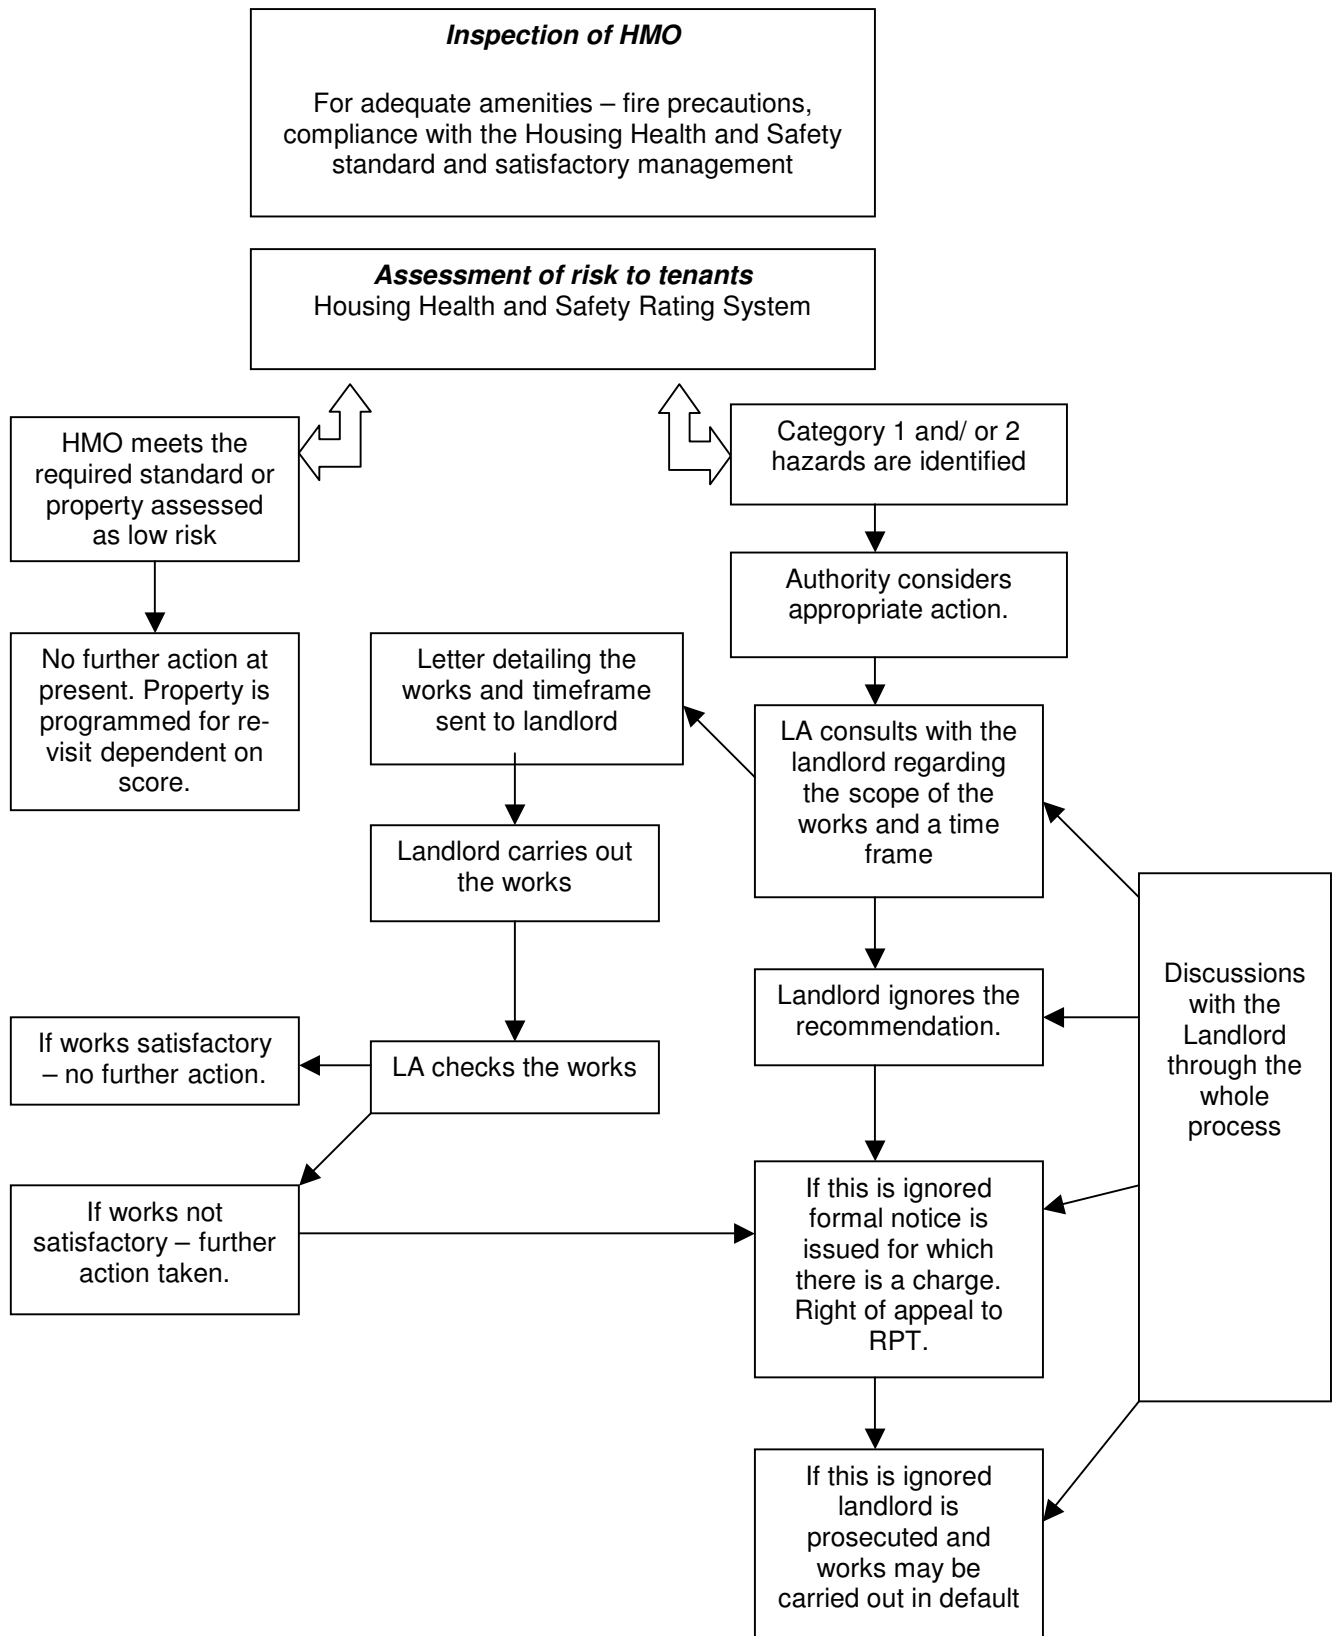 Inspection of HMO
For adequate amenities – fire precautions,
compliance with the Housing Health and Safety
standard and satisfactory management
Assessment of risk to tenants
Housing Health and Safety Rating System
HMO meets the
required standard or
property assessed
as low risk
Category 1 and/ or 2
hazards are identified
Authority considers
appropriate action.
No further action at
present. Property is
programmed for re-
visit dependent on
score.
Letter detailing the
works and timeframe
sent to landlord
LA consults with the
landlord regarding
the scope of the
works and a time
frame
Landlord carries out
the works
Discussions
with the
Landlord
through the
whole
process
Landlord ignores the
recommendation.
If works satisfactory
– no further action.
LA checks the works
If works not
satisfactory – further
action taken.
If this is ignored
formal notice is
issued for which
there is a charge.
Right of appeal to
RPT.
If this is ignored
landlord is
prosecuted and
works may be
carried out in default